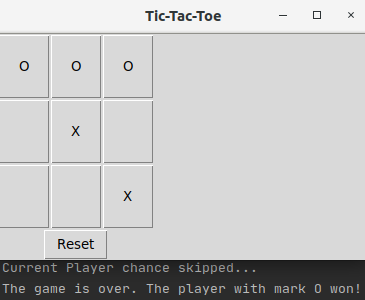 Tic-Tac-Toe
O O O
X
X
Reset
Current Player chance skipped...
The game is over. The player with mark O won!